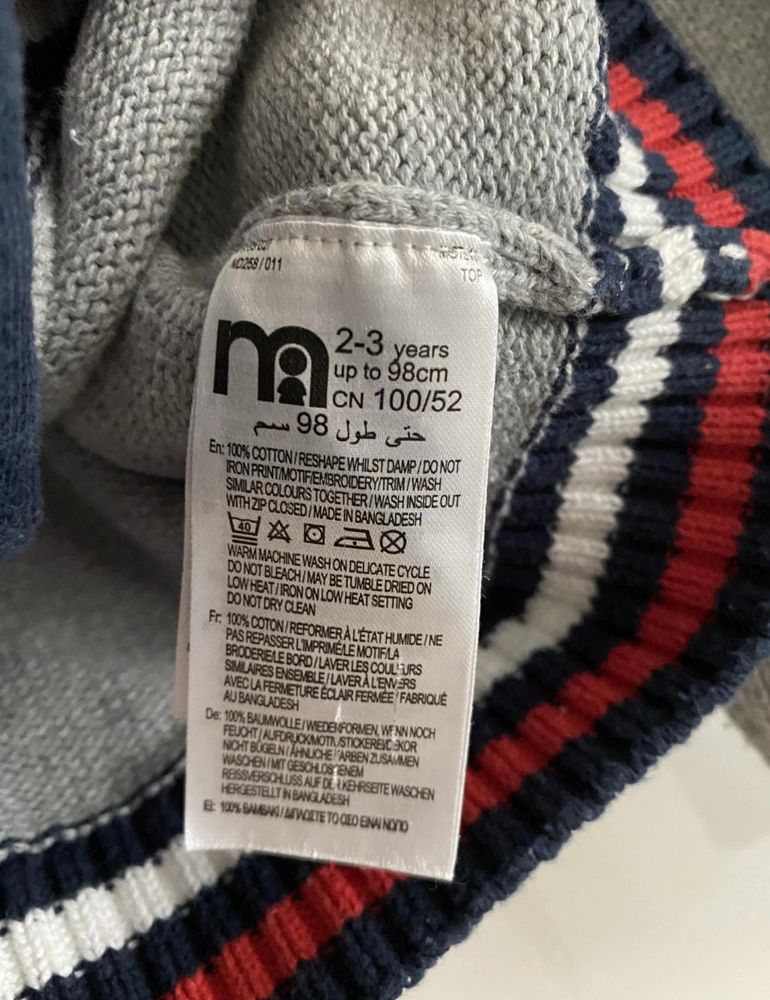 MD258/011
TOP
2-3 years
up to 98cm
CN 100/52
حتى طول 98 سم
En: 100% COTTON / RESHAPE WHILST DAMP / DO NOT
IRON PRINT/MOTIF/EMBROIDERY/TRIM / WASH
SIMILAR COLOURS TOGETHER / WASH INSIDE OUT
WITH ZIP CLOSED / MADE IN BANGLADESH
40
WARM MACHINE WASH ON DELICATE CYCLE
DO NOT BLEACH / MAY BE TUMBLE DRIED ON
LOW HEAT / IRON ON LOW HEAT SETTING
DO NOT DRY CLEAN
Fr: 100% COTON / REFORMER À L'ÉTAT HUMIDE / NE
PAS REPASSER L'IMPRIMÉ/LE MOTIF/LA
BRODERIE/LE BORD / LAVER LES COULEURS
SIMILAIRES ENSEMBLE / LAVER À L'ENVERS
AVEC LA FERMETURE ÉCLAIR FERMÉE / FABRIQUÉ
AU BANGLADESH
De: 100% BAUMWOLLE / WIEDERFORMEN, WENN NOCH
FEUCHT / AUFDRUCK/MOTIV/STICKEREI/DEKOR
NICHT BÜGELN / ÄHNLICHE FARBEN ZUSAMMEN
WASCHEN / MIT GESCHLOSSENEM
REISSVERSCHLUSS AUF DER KEHRSEITE WASCHEN
HERGESTELLT IN BANGLADESH
El: 100% ΒΑΜΒΑΚΙ / ΔΙΠΛΩΣΤΕ ΤΟ ΟΣΟ ΕΙΝΑΙ ΝΩΠΟ